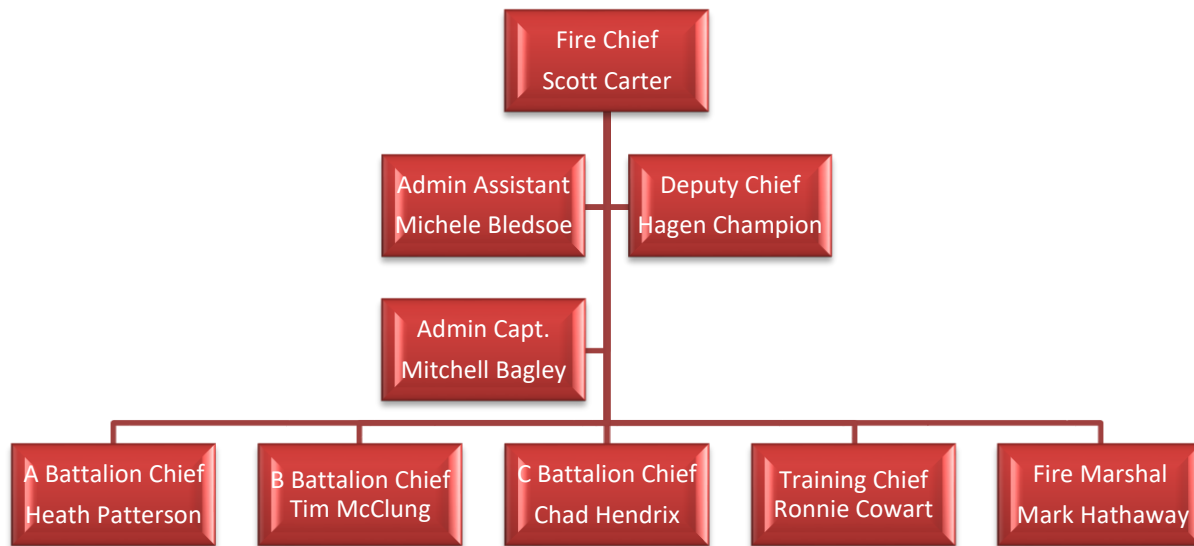 Fire Chief
Scott Carter
Admin Assistant
Michele Bledsoe
Deputy Chief
Hagen Champion
Admin Capt.
Mitchell Bagley
A Battalion Chief
Heath Patterson
B Battalion Chief
Tim McClung
C Battalion Chief
Chad Hendrix
Training Chief
Ronnie Cowart
Fire Marshal
Mark Hathaway